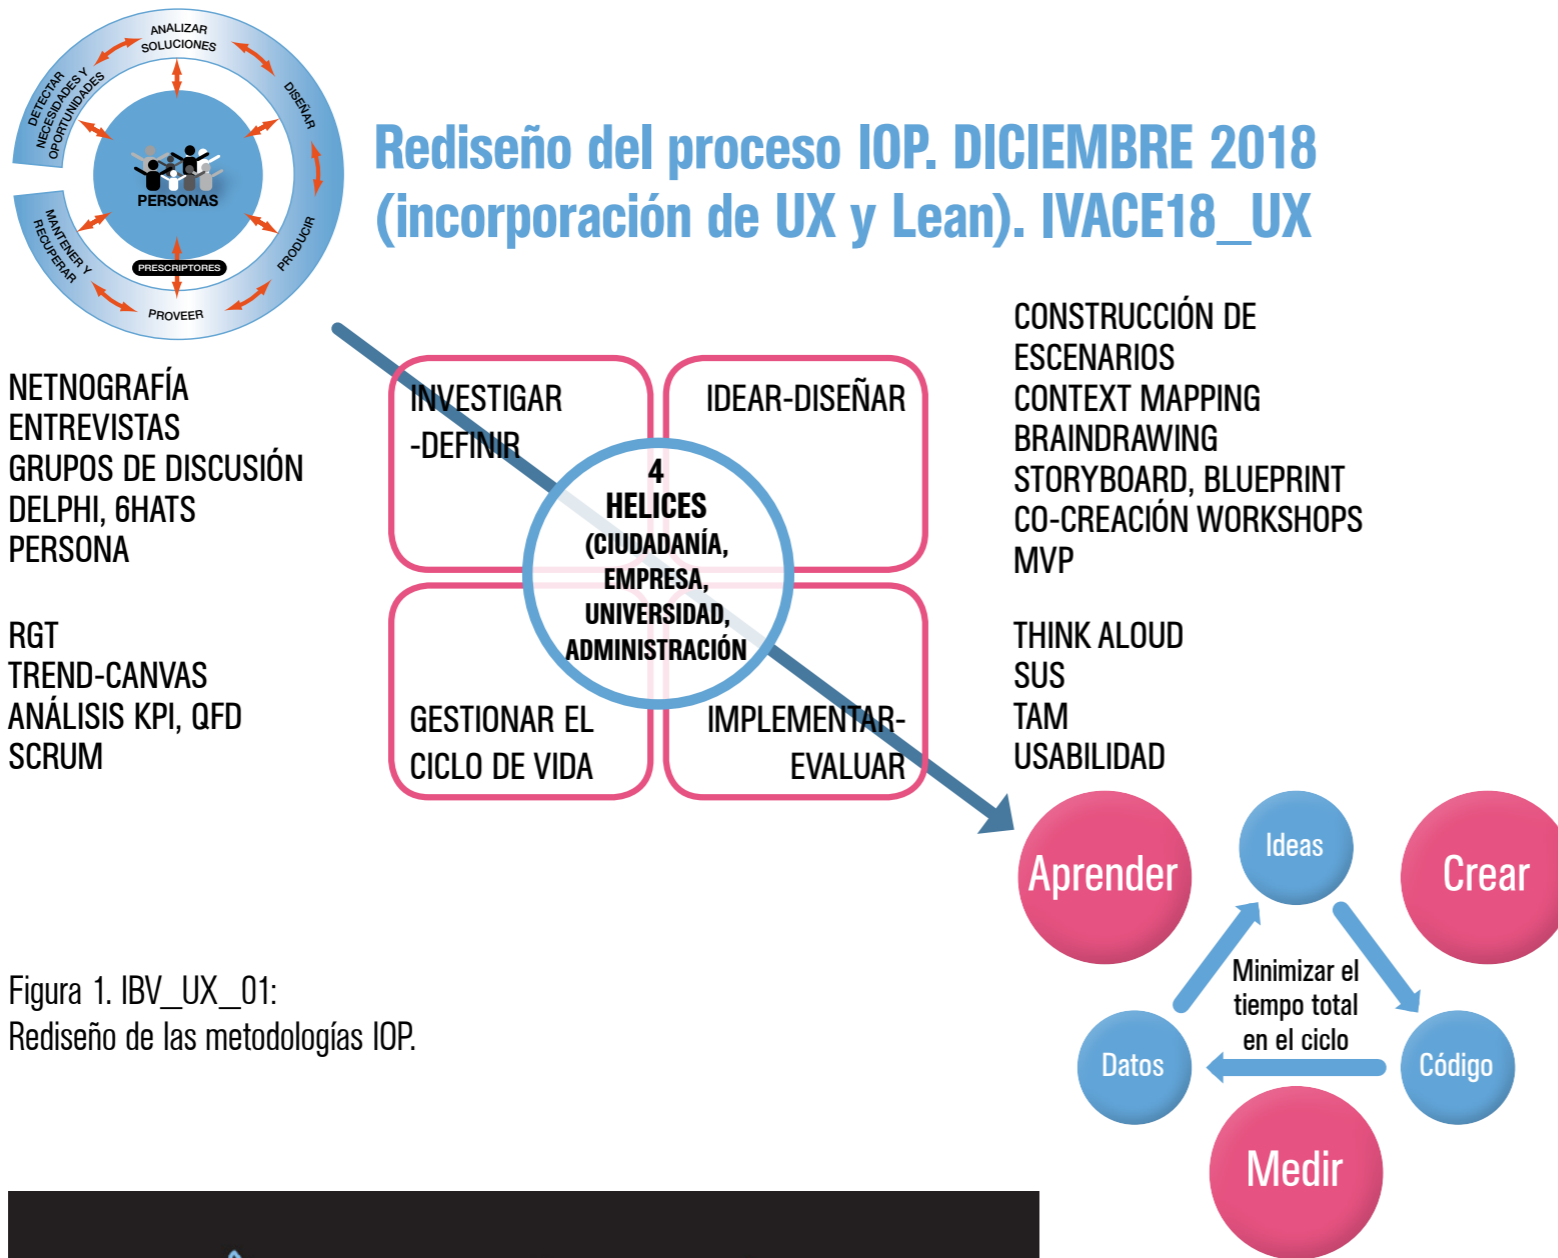 ANALIZAR
SOLUCIONES
DETECTAR
NECESIDADES Y
OPORTUNIDADES
DISEÑAR
PERSONAS
PRODUCIR
MANTENER Y
RECUPERAR
PRESCRIPTORES
PROVEER
Rediseño del proceso IOP. DICIEMBRE 2018
(incorporación de UX y Lean). IVACE18_UX
NETNOGRAFÍA
ENTREVISTAS
GRUPOS DE DISCUSIÓN
DELPHI, 6HATS
PERSONA
RGT
TREND-CANVAS
ANÁLISIS KPI, QFD
SCRUM
INVESTIGAR
-DEFINIR
IDEAR-DISEÑAR
4
HELICES
(CIUDADANÍA,
EMPRESA,
UNIVERSIDAD,
ADMINISTRACIÓN
GESTIONAR EL
CICLO DE VIDA
IMPLEMENTAR-
EVALUAR
CONSTRUCCIÓN DE
ESCENARIOS
CONTEXT MAPPING
BRAINDRAWING
STORYBOARD, BLUEPRINT
CO-CREACIÓN WORKSHOPS
MVP
THINK ALOUD
SUS
TAM
USABILIDAD
Aprender
Ideas
Crear
Minimizar el
tiempo total
en el ciclo
Datos
Código
Medir
Figura 1. IBV_UX_01:
Rediseño de las metodologías IOP.